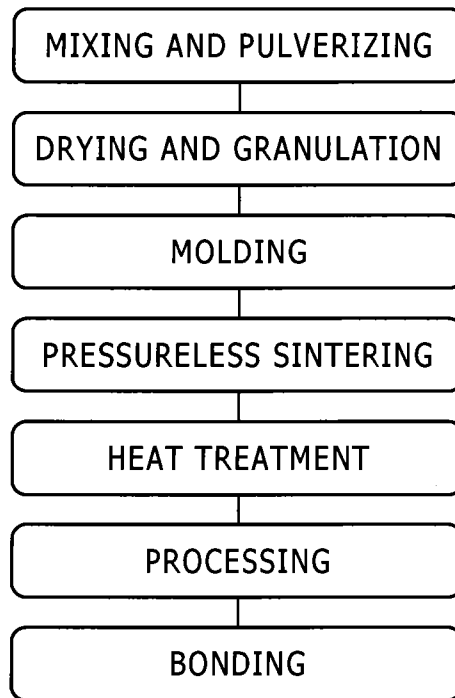 MIXING AND PULVERIZING
DRYING AND GRANULATION
MOLDING
PRESSURELESS SINTERING
HEAT TREATMENT
PROCESSING
BONDING